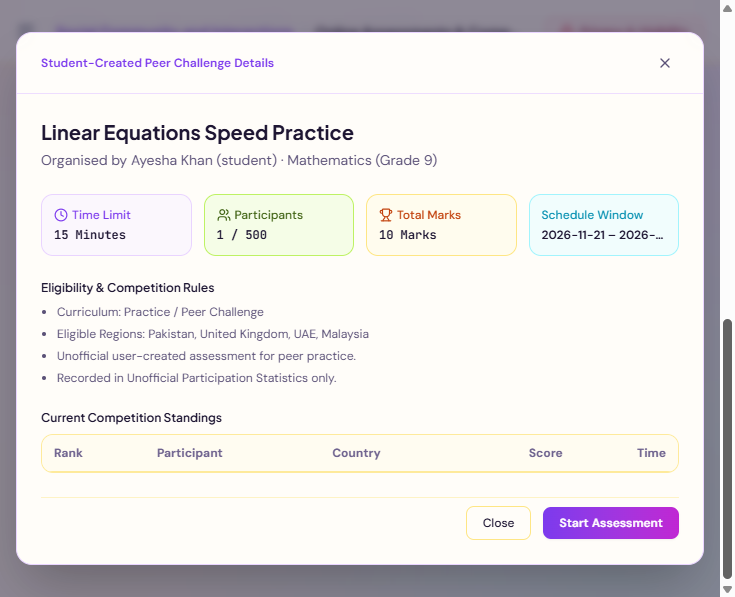 Student-Created Peer Challenge Details
Linear Equations Speed Practice
Organised by Ayesha Khan (student) · Mathematics (Grade 9)
Time Limit
15 Minutes
Participants
1 / 500
Total Marks
10 Marks
Schedule Window
2026-11-21 – 2026-...
Eligibility & Competition Rules
• Curriculum: Practice / Peer Challenge
• Eligible Regions: Pakistan, United Kingdom, UAE, Malaysia
• Unofficial user-created assessment for peer practice.
• Recorded in Unofficial Participation Statistics only.
Current Competition Standings
Rank Participant Country Score Time
Close Start Assessment